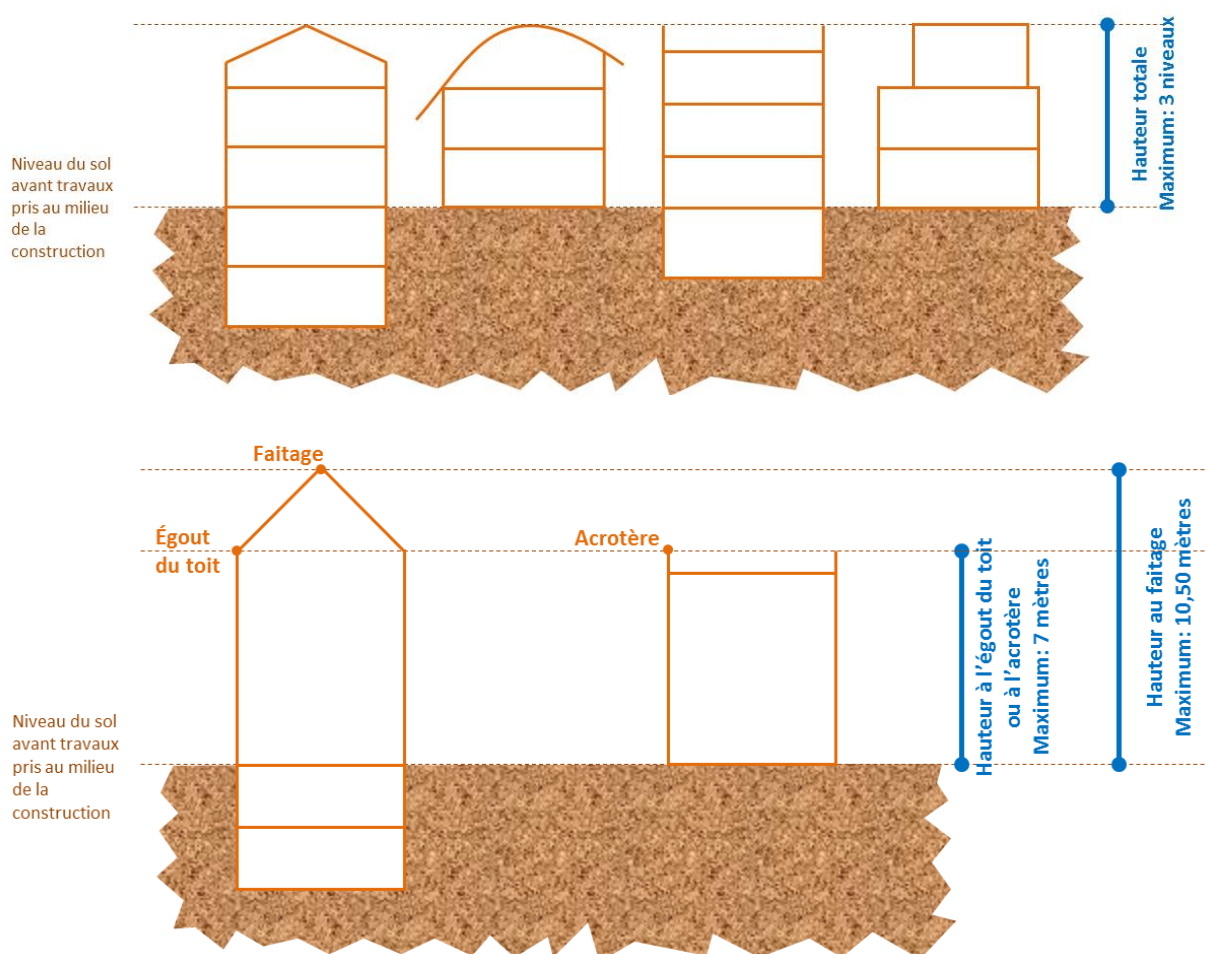 Hauteur totale
Maximum: 3 niveaux
Niveau du sol
avant travaux
pris au milieu
de la
construction
Faitage
Égout
du toit
Acrotère
Hauteur à l'égout du toit
ou à l'acrotère
Maximum: 7 mètres
Hauteur au faitage
Maximum: 10,50 mètres
Niveau du sol
avant travaux
pris au milieu
de la
construction